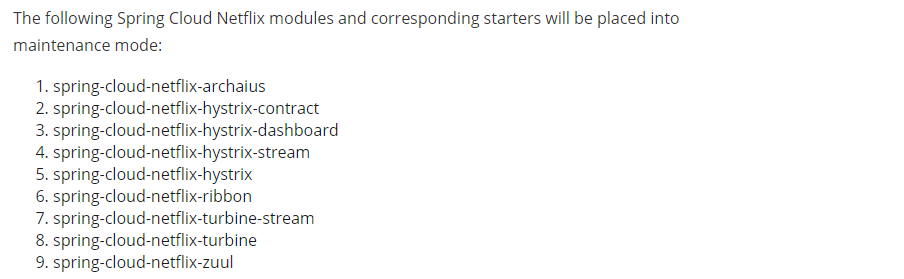 The following Spring Cloud Netflix modules and corresponding starters will be placed into
maintenance mode:
1. spring-cloud-netflix-archaius
2. spring-cloud-netflix-hystrix-contract
3. spring-cloud-netflix-hystrix-dashboard
4. spring-cloud-netflix-hystrix-stream
5. spring-cloud-netflix-hystrix
6. spring-cloud-netflix-ribbon
7. spring-cloud-netflix-turbine-stream
8. spring-cloud-netflix-turbine
9. spring-cloud-netflix-zuul